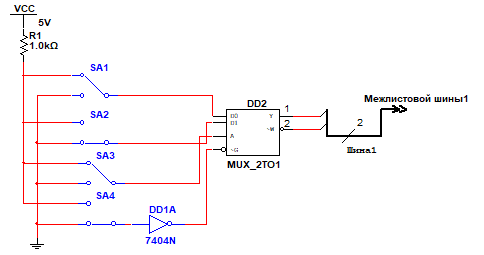 VCC
5V
R1
1.0kΩ
SA1
SA2
SA3
SA4
DD1A
7404N
DD2
D0
D1
A
~G
Y
~W
MUX_2TO1
1
2
Межлистовой шины1
2
Шина1